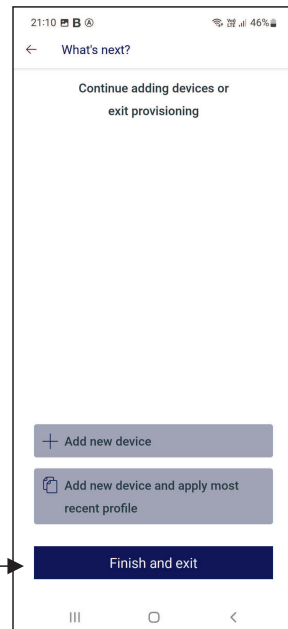 21:10 B A 46%
What's next?
Continue adding devices or
exit provisioning
Add new device
Add new device and apply most
recent profile
Finish and exit